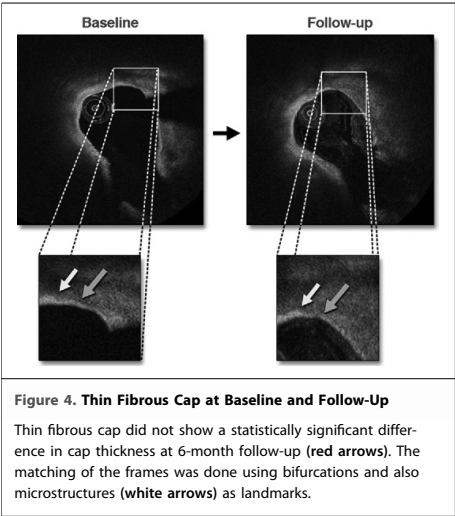 Baseline
Follow-up
Figure 4. Thin Fibrous Cap at Baseline and Follow-Up
Thin fibrous cap did not show a statistically significant differ-
ence in cap thickness at 6-month follow-up (red arrows). The
matching of the frames was done using bifurcations and also
microstructures (white arrows) as landmarks.